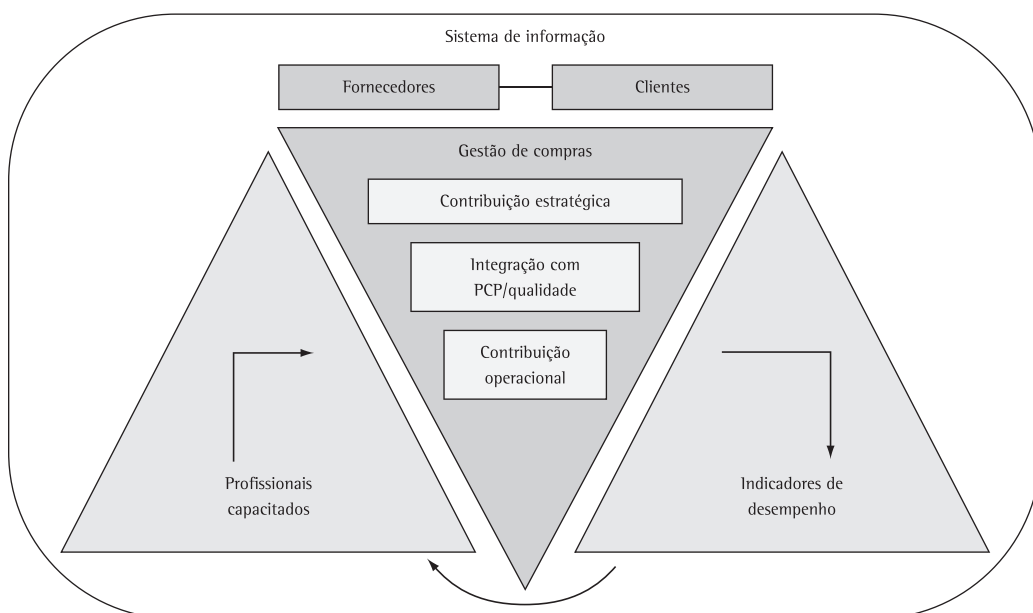 Sistema de informação
Fornecedores
Clientes
Gestão de compras
Contribuição estratégica
Integração com
PCP/qualidade
Contribuição
operacional
Profissionais
capacitados
Indicadores de
desempenho